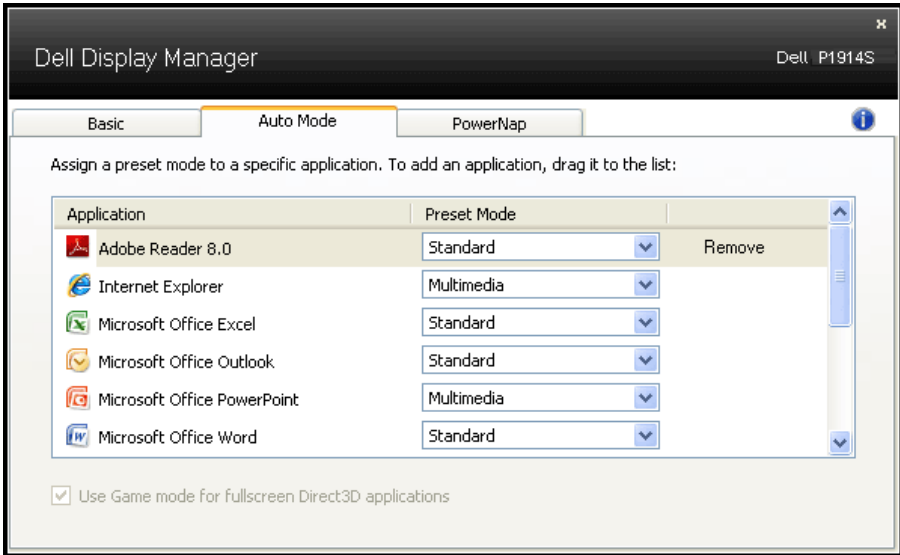 x
Dell Display Manager
Dell P1914S
Basic Auto Mode PowerNap
Assign a preset mode to a specific application. To add an application, drag it to the list:
Application Preset Mode
Adobe Reader 8.0 Standard Remove
Internet Explorer Multimedia
Microsoft Office Excel Standard
Microsoft Office Outlook Standard
Microsoft Office PowerPoint Multimedia
Microsoft Office Word Standard
Use Game mode for fullscreen Direct3D applications